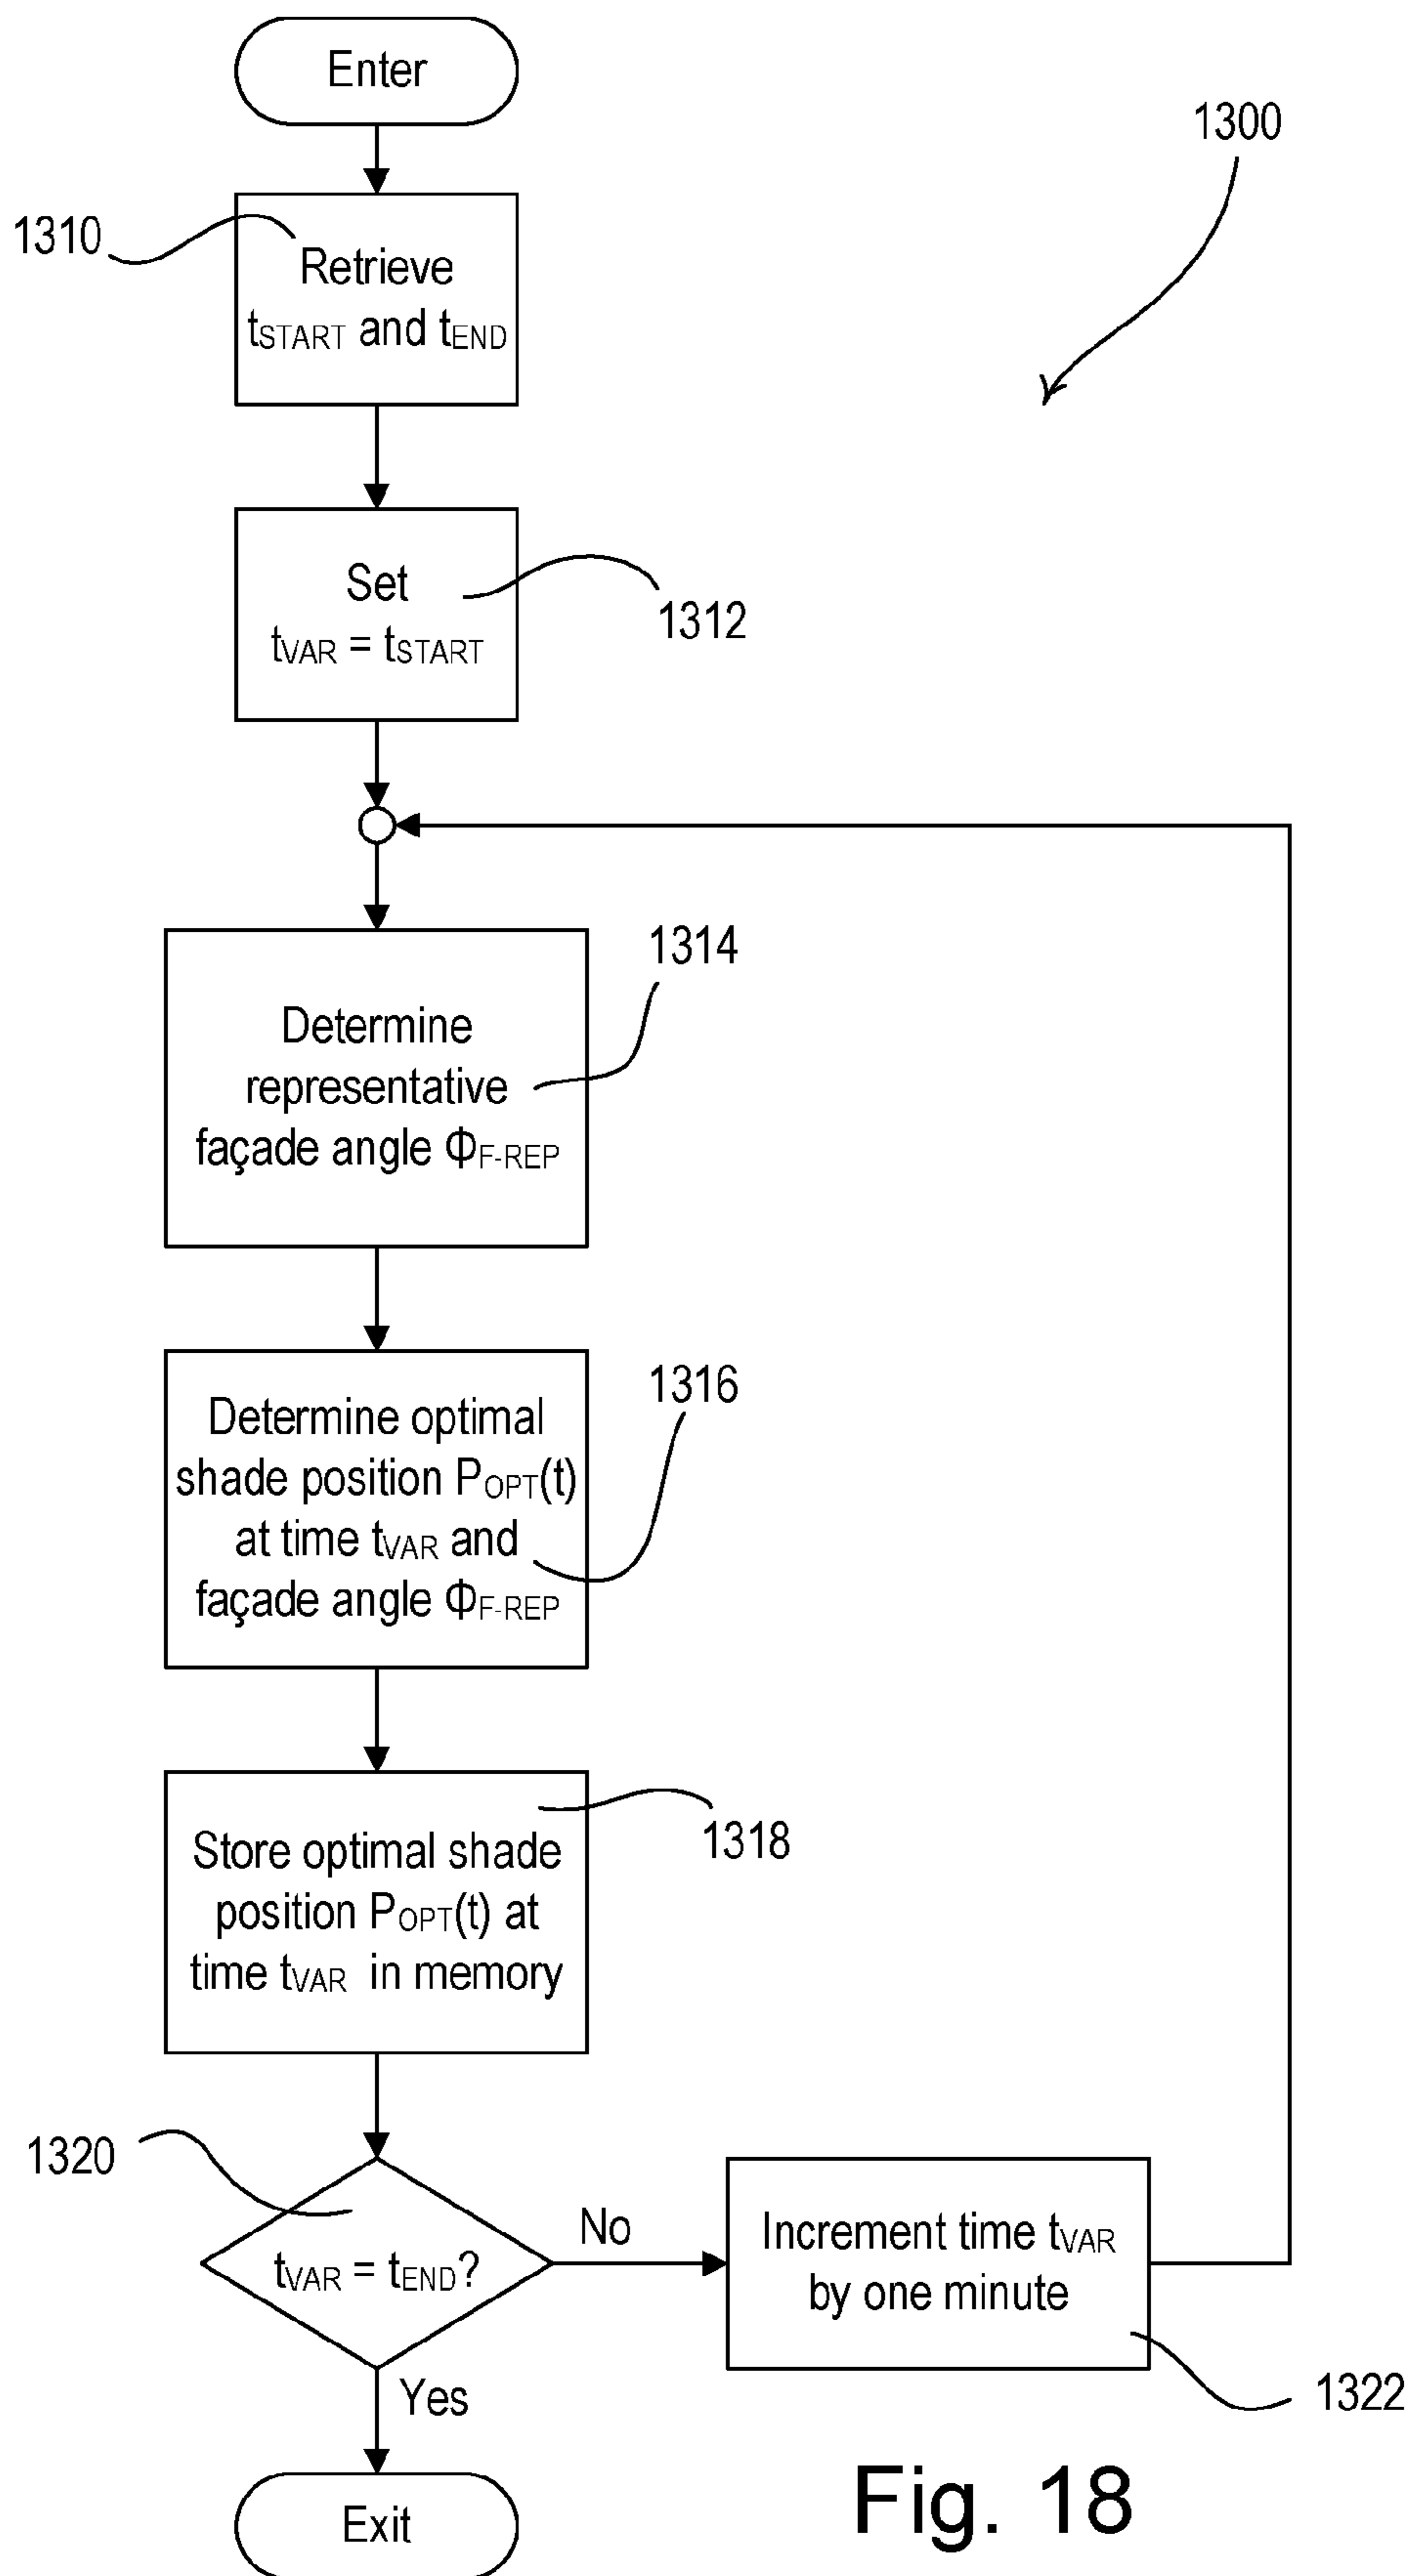 Enter
1300
1310
Retrieve
tSTART and tEND
Set
tVAR = tSTART
1312
1314
Determine
representative
façade angle ΦF-REP
1316
Determine optimal
shade position POPT(t)
at time tVAR and
façade angle ΦF-REP
1318
Store optimal shade
position POPT(t) at
time tVAR in memory
1320
tVAR = tEND?
No
Increment time tVAR
by one minute
1322
Yes
Exit
Fig. 18